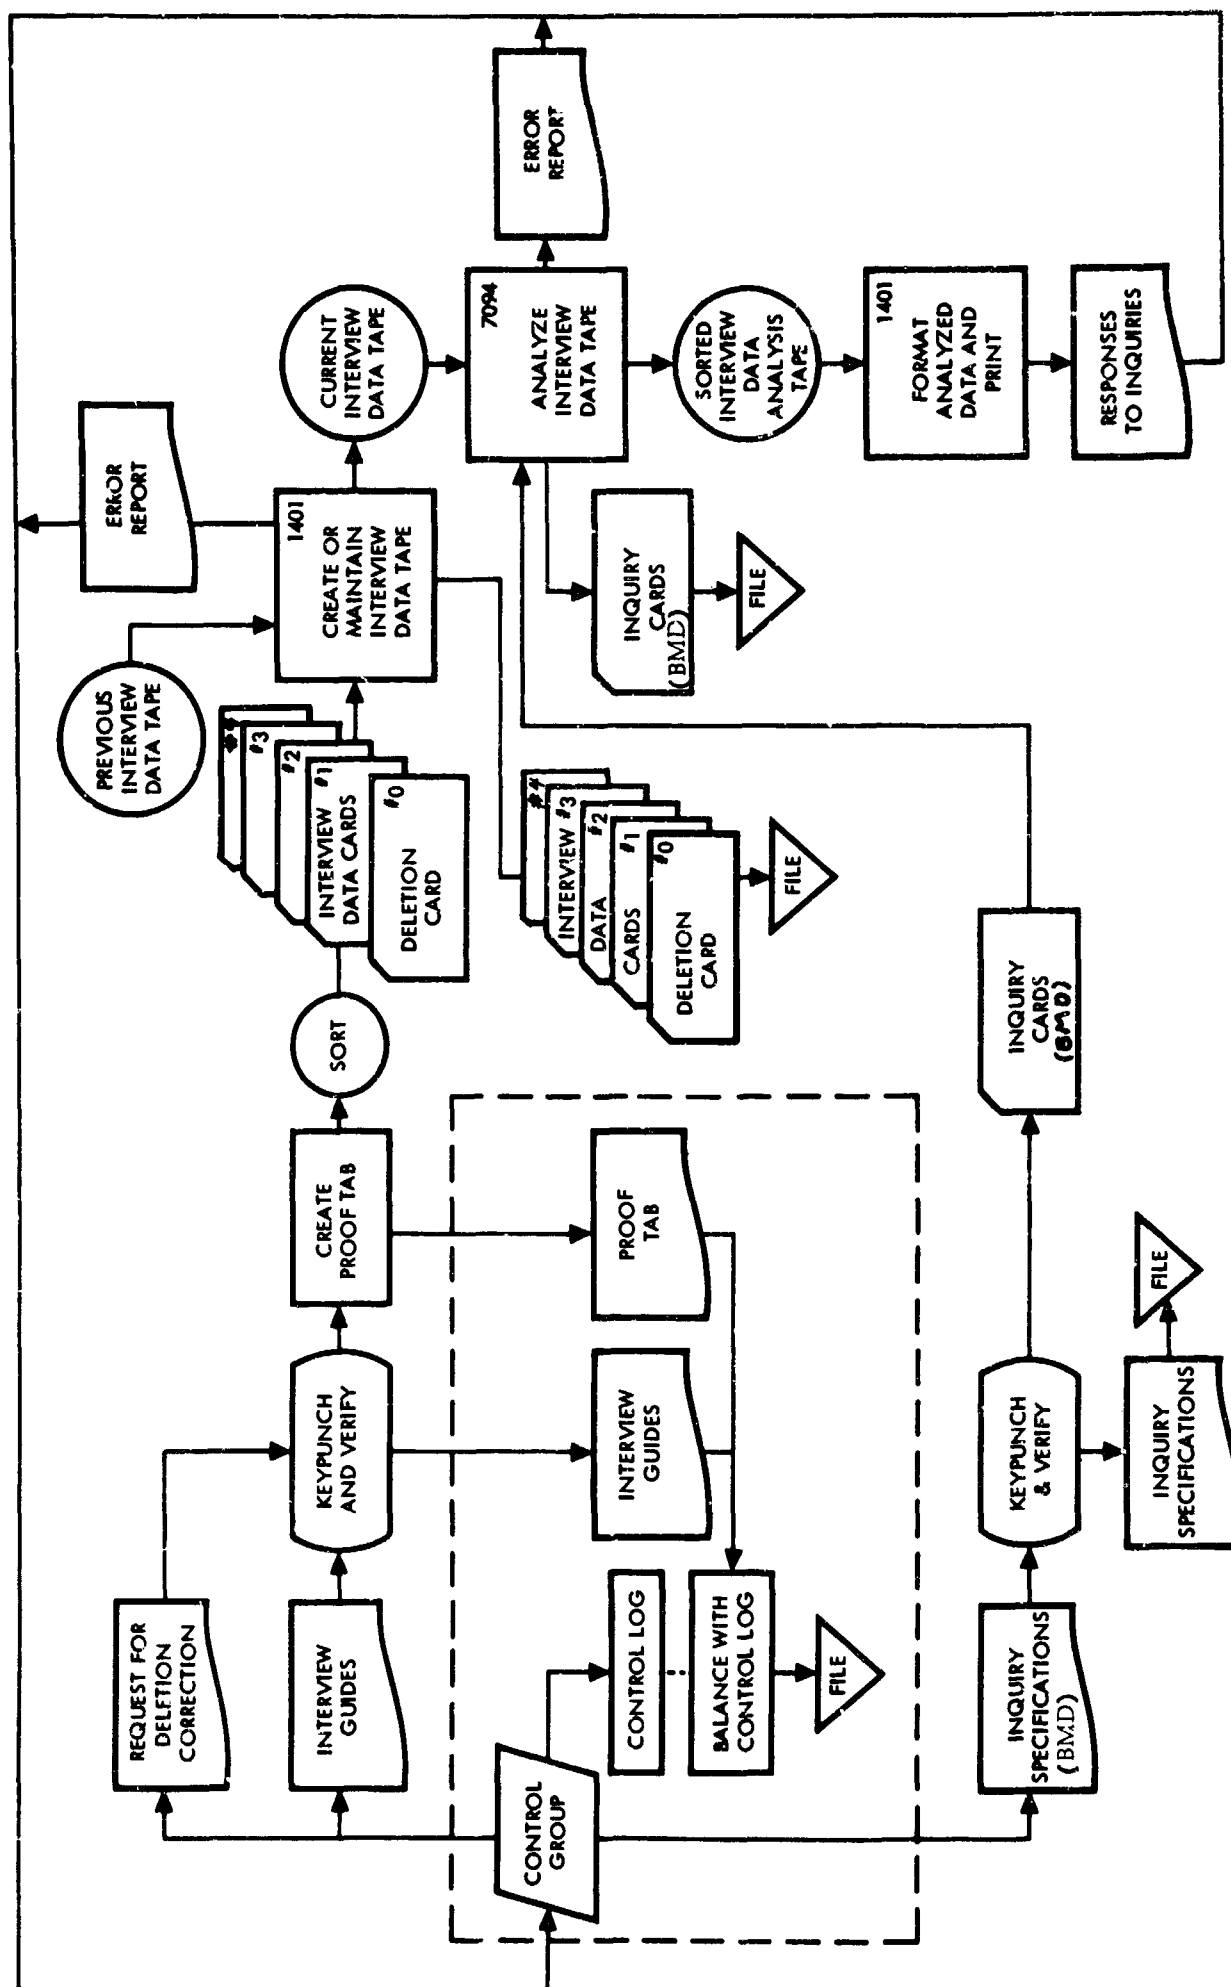 REQUEST FOR
DELETION
CORRECTION
INTERVIEW
GUIDES
KEYPUNCH
AND VERIFY
CREATE
PROOF TAB
SORT
#3
#2
#1
INTERVIEW
DATA CARDS
#0
DELETION
CARD
PREVIOUS
INTERVIEW
DATA TAPE
1401
CREATE OR
MAINTAIN
INTERVIEW
DATA TAPE
ERROR
REPORT
CURRENT
INTERVIEW
DATA TAPE
7094
ANALYZE
INTERVIEW
DATA TAPE
ERROR
REPORT
#4
INTERVIEW #3
DATA #2
CARDS #1
#0
DELETION
CARD
FILE
INQUIRY
CARDS
(BMD)
FILE
SORTED
INTERVIEW
DATA
ANALYSIS
TAPE
1401
FORMAT
ANALYZED
DATA AND
PRINT
RESPONSES
TO INQUIRIES
CONTROL
GROUP
CONTROL LOG
BALANCE WITH
CONTROL LOG
FILE
INTERVIEW
GUIDES
PROOF
TAB
INQUIRY
SPECIFICATIONS
(BMD)
KEYPUNCH
& VERIFY
INQUIRY
SPECIFICATIONS
FILE
INQUIRY
CARDS
(BMD)